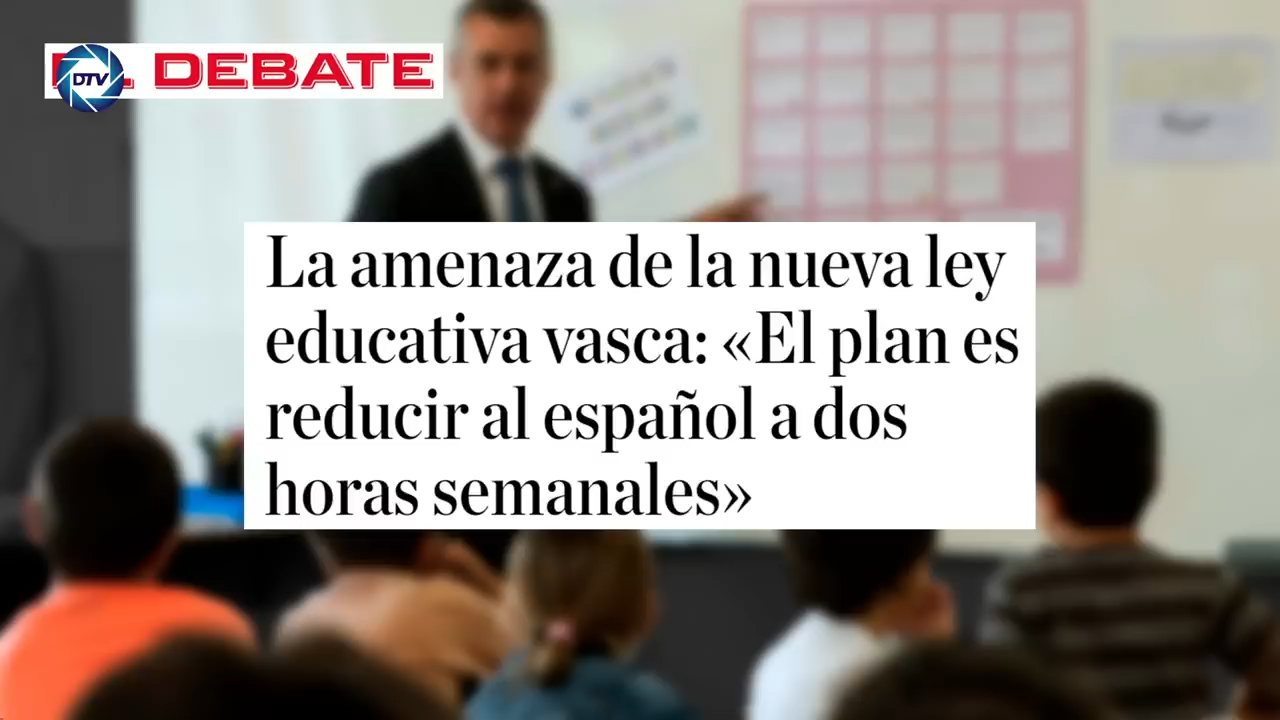 DTV
DEBATE
La amenaza de la nueva ley
educativa vasca: «El plan es
reducir al español a dos
horas semanales»